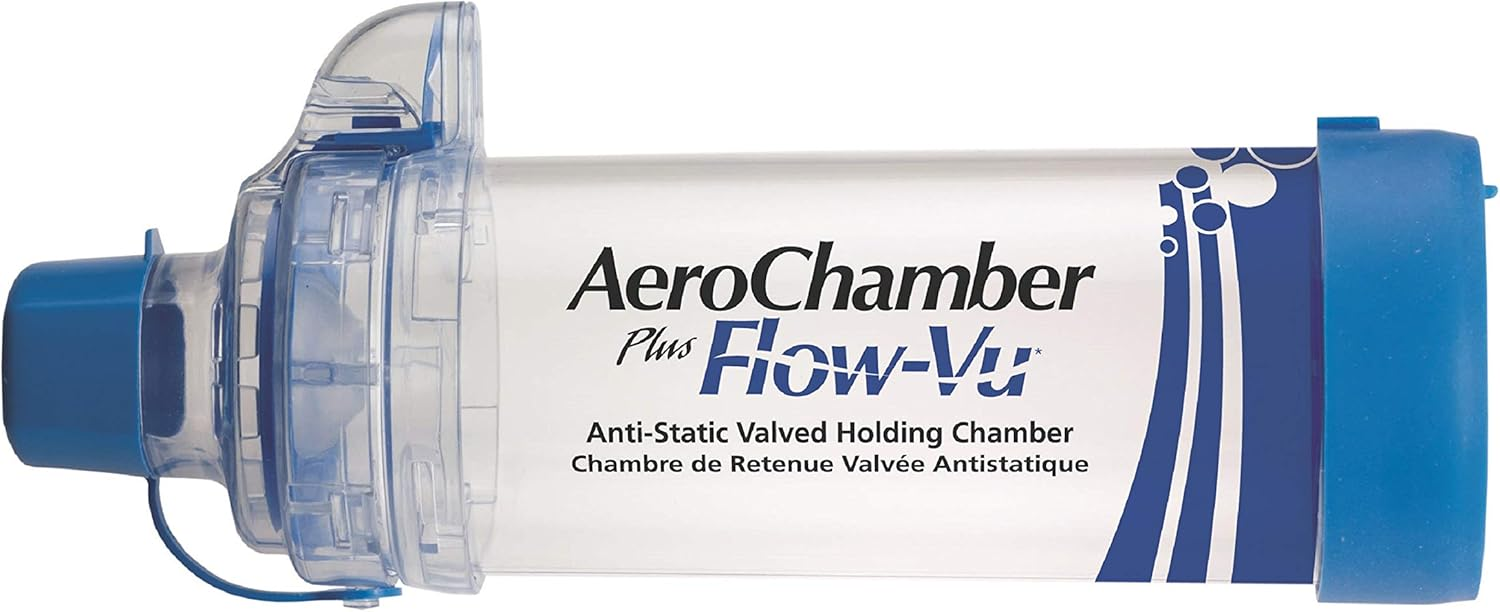 AeroChamber
Plus Flow-Vu*
Anti-Static Valved Holding Chamber
Chambre de Retenue Valvée Antistatique